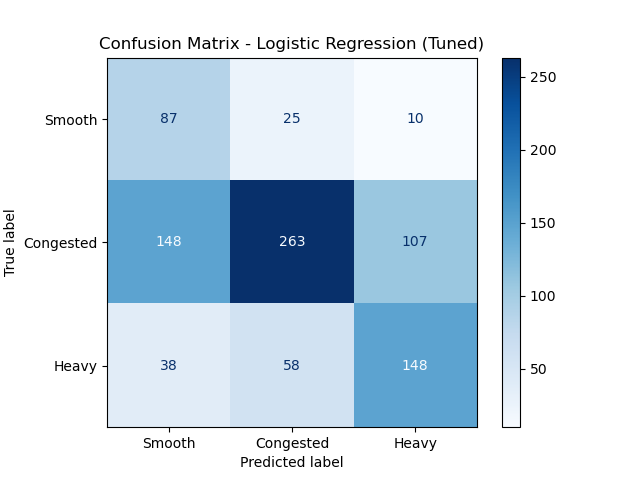 Confusion Matrix - Logistic Regression (Tuned)
Smooth 87 25 10
Congested 148 263 107
Heavy 38 58 148
Smooth Congested Heavy
Predicted label
True label
250
200
150
100
50